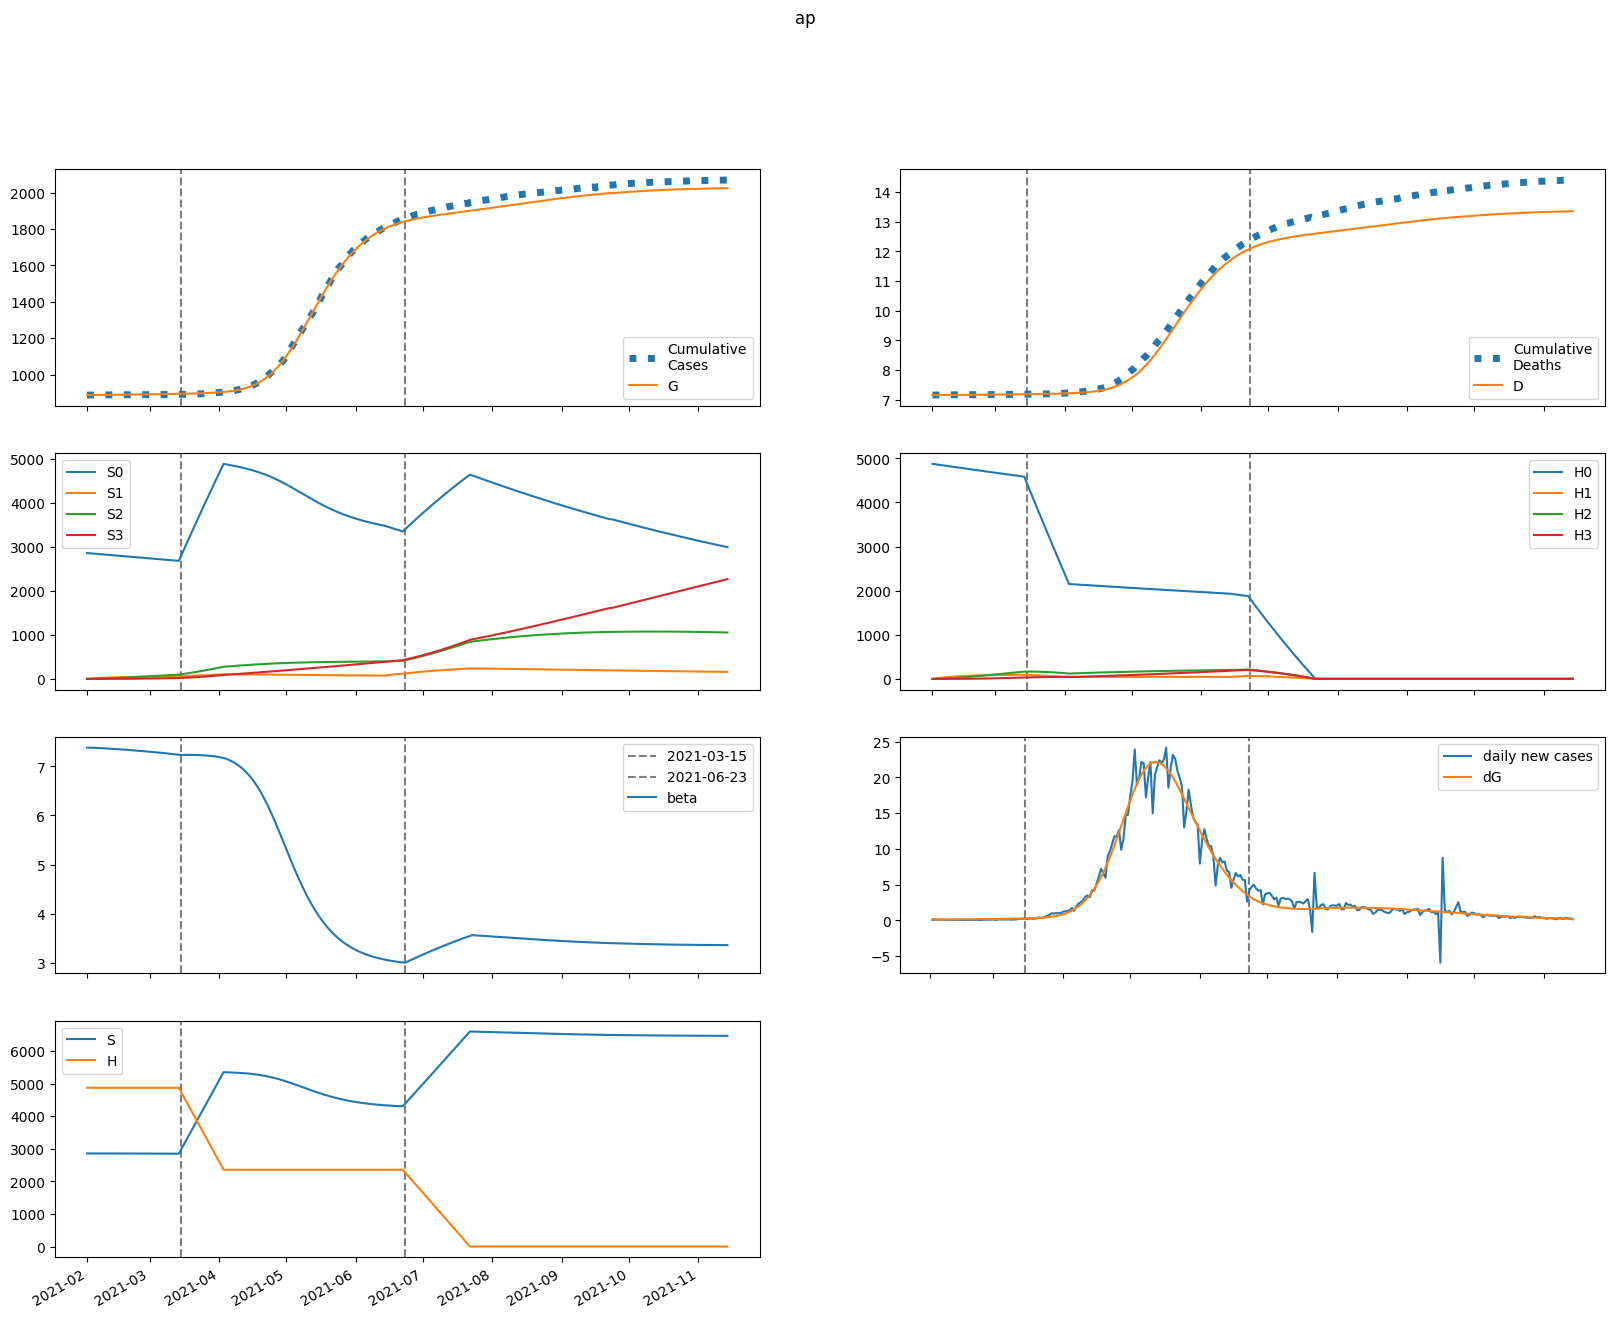 ap
2000
1800
1600
1400
1200
1000
Cumulative
Cases
G
14
13
12
11
10
9
8
7
Cumulative
Deaths
D
5000
4000
3000
2000
1000
0
S0
S1
S2
S3
5000
4000
3000
2000
1000
0
H0
H1
H2
H3
7
6
5
4
3
2021-03-15
2021-06-23
beta
25
20
15
10
5
0
−5
daily new cases
dG
6000
5000
4000
3000
2000
1000
0
S
H
2021-02
2021-03
2021-04
2021-05
2021-06
2021-07
2021-08
2021-09
2021-10
2021-11